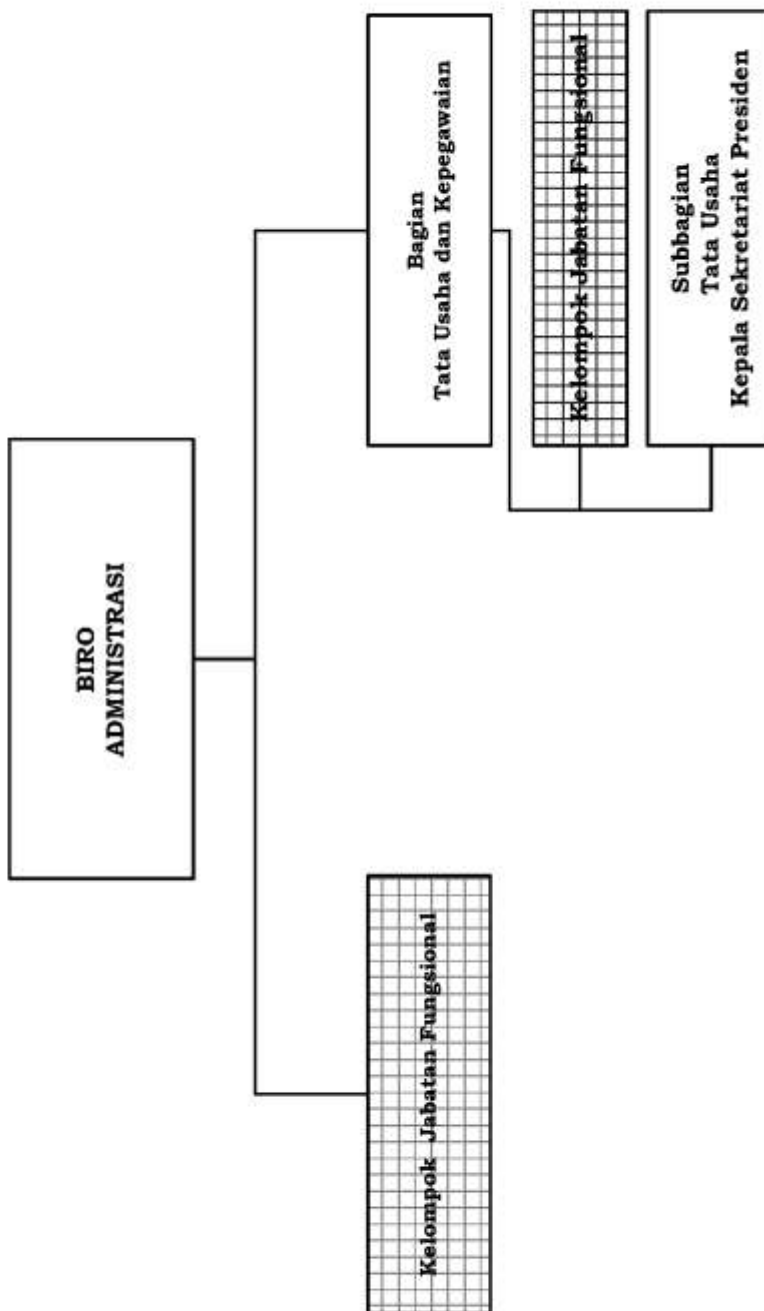 BIRO
ADMINISTRASI
Kelompok Jabatan Fungsional
Bagian
Tata Usaha dan Kepegawaian
Kelompok Jabatan Fungsional
Subbagian
Tata Usaha
Kepala Sekretariat Presiden